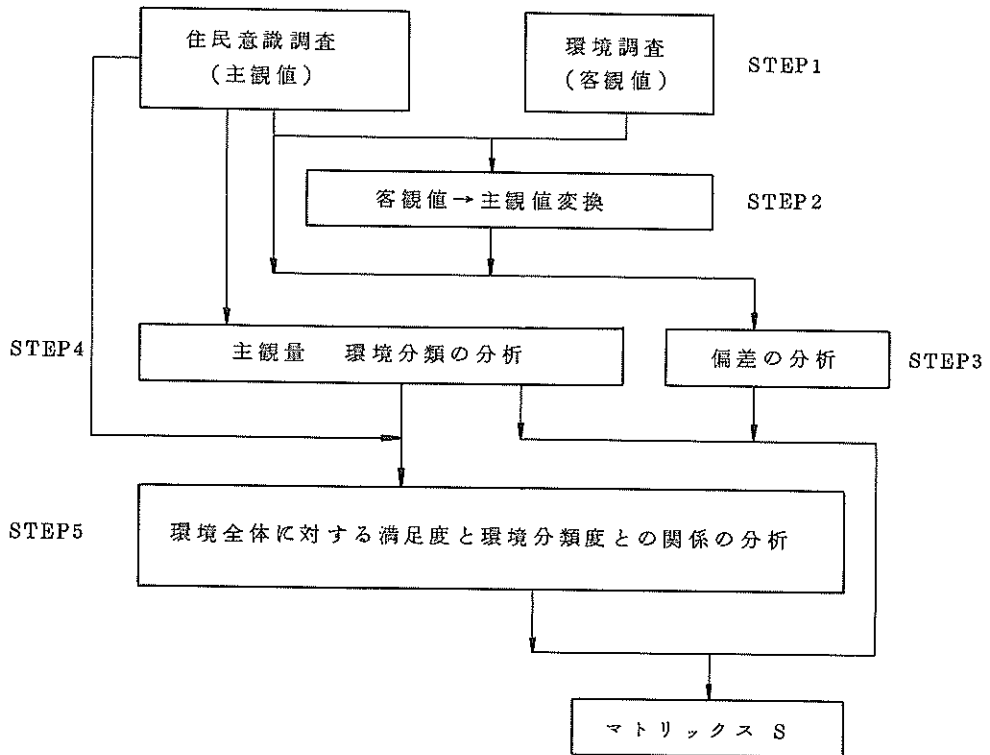 住民意識調査
(主観値)
環境調査
(客観値)
STEP1
客観値→主観値変換
STEP2
STEP4
主観量 環境分類の分析
偏差の分析
STEP3
STEP5
環境全体に対する満足度と環境分類度との関係の分析
マトリックス S